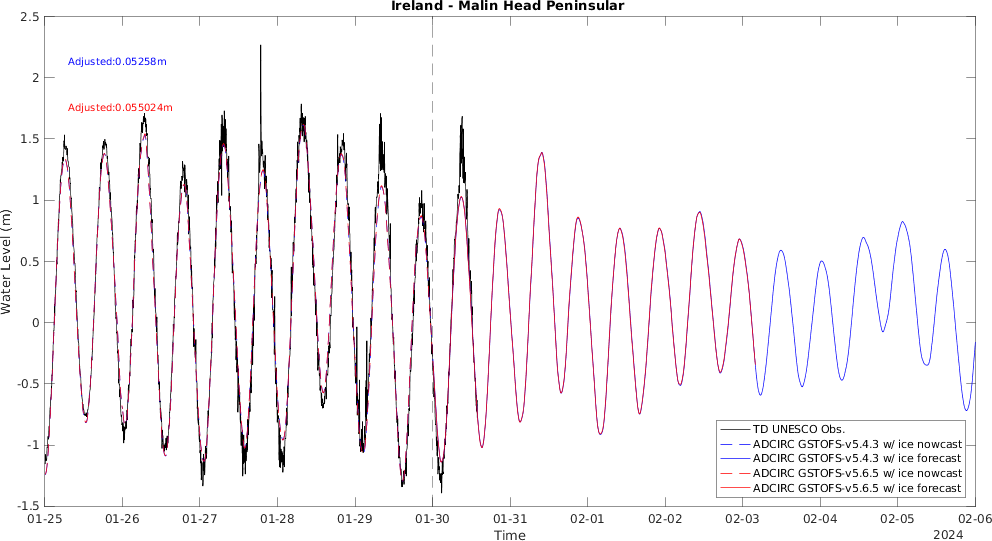 Ireland - Malin Head Peninsular
2.5
2
1.5
1
0.5
0
-0.5
-1
-1.5
Water Level (m)
Adjusted:0.05258m
Adjusted:0.055024m
TD UNESCO Obs.
ADCIRC GSTOFS-v5.4.3 w/ ice nowcast
ADCIRC GSTOFS-v5.4.3 w/ ice forecast
ADCIRC GSTOFS-v5.6.5 w/ ice nowcast
ADCIRC GSTOFS-v5.6.5 w/ ice forecast
01-25 01-26 01-27 01-28 01-29 01-30 01-31 02-01 02-02 02-03 02-04 02-05 02-06
Time
2024